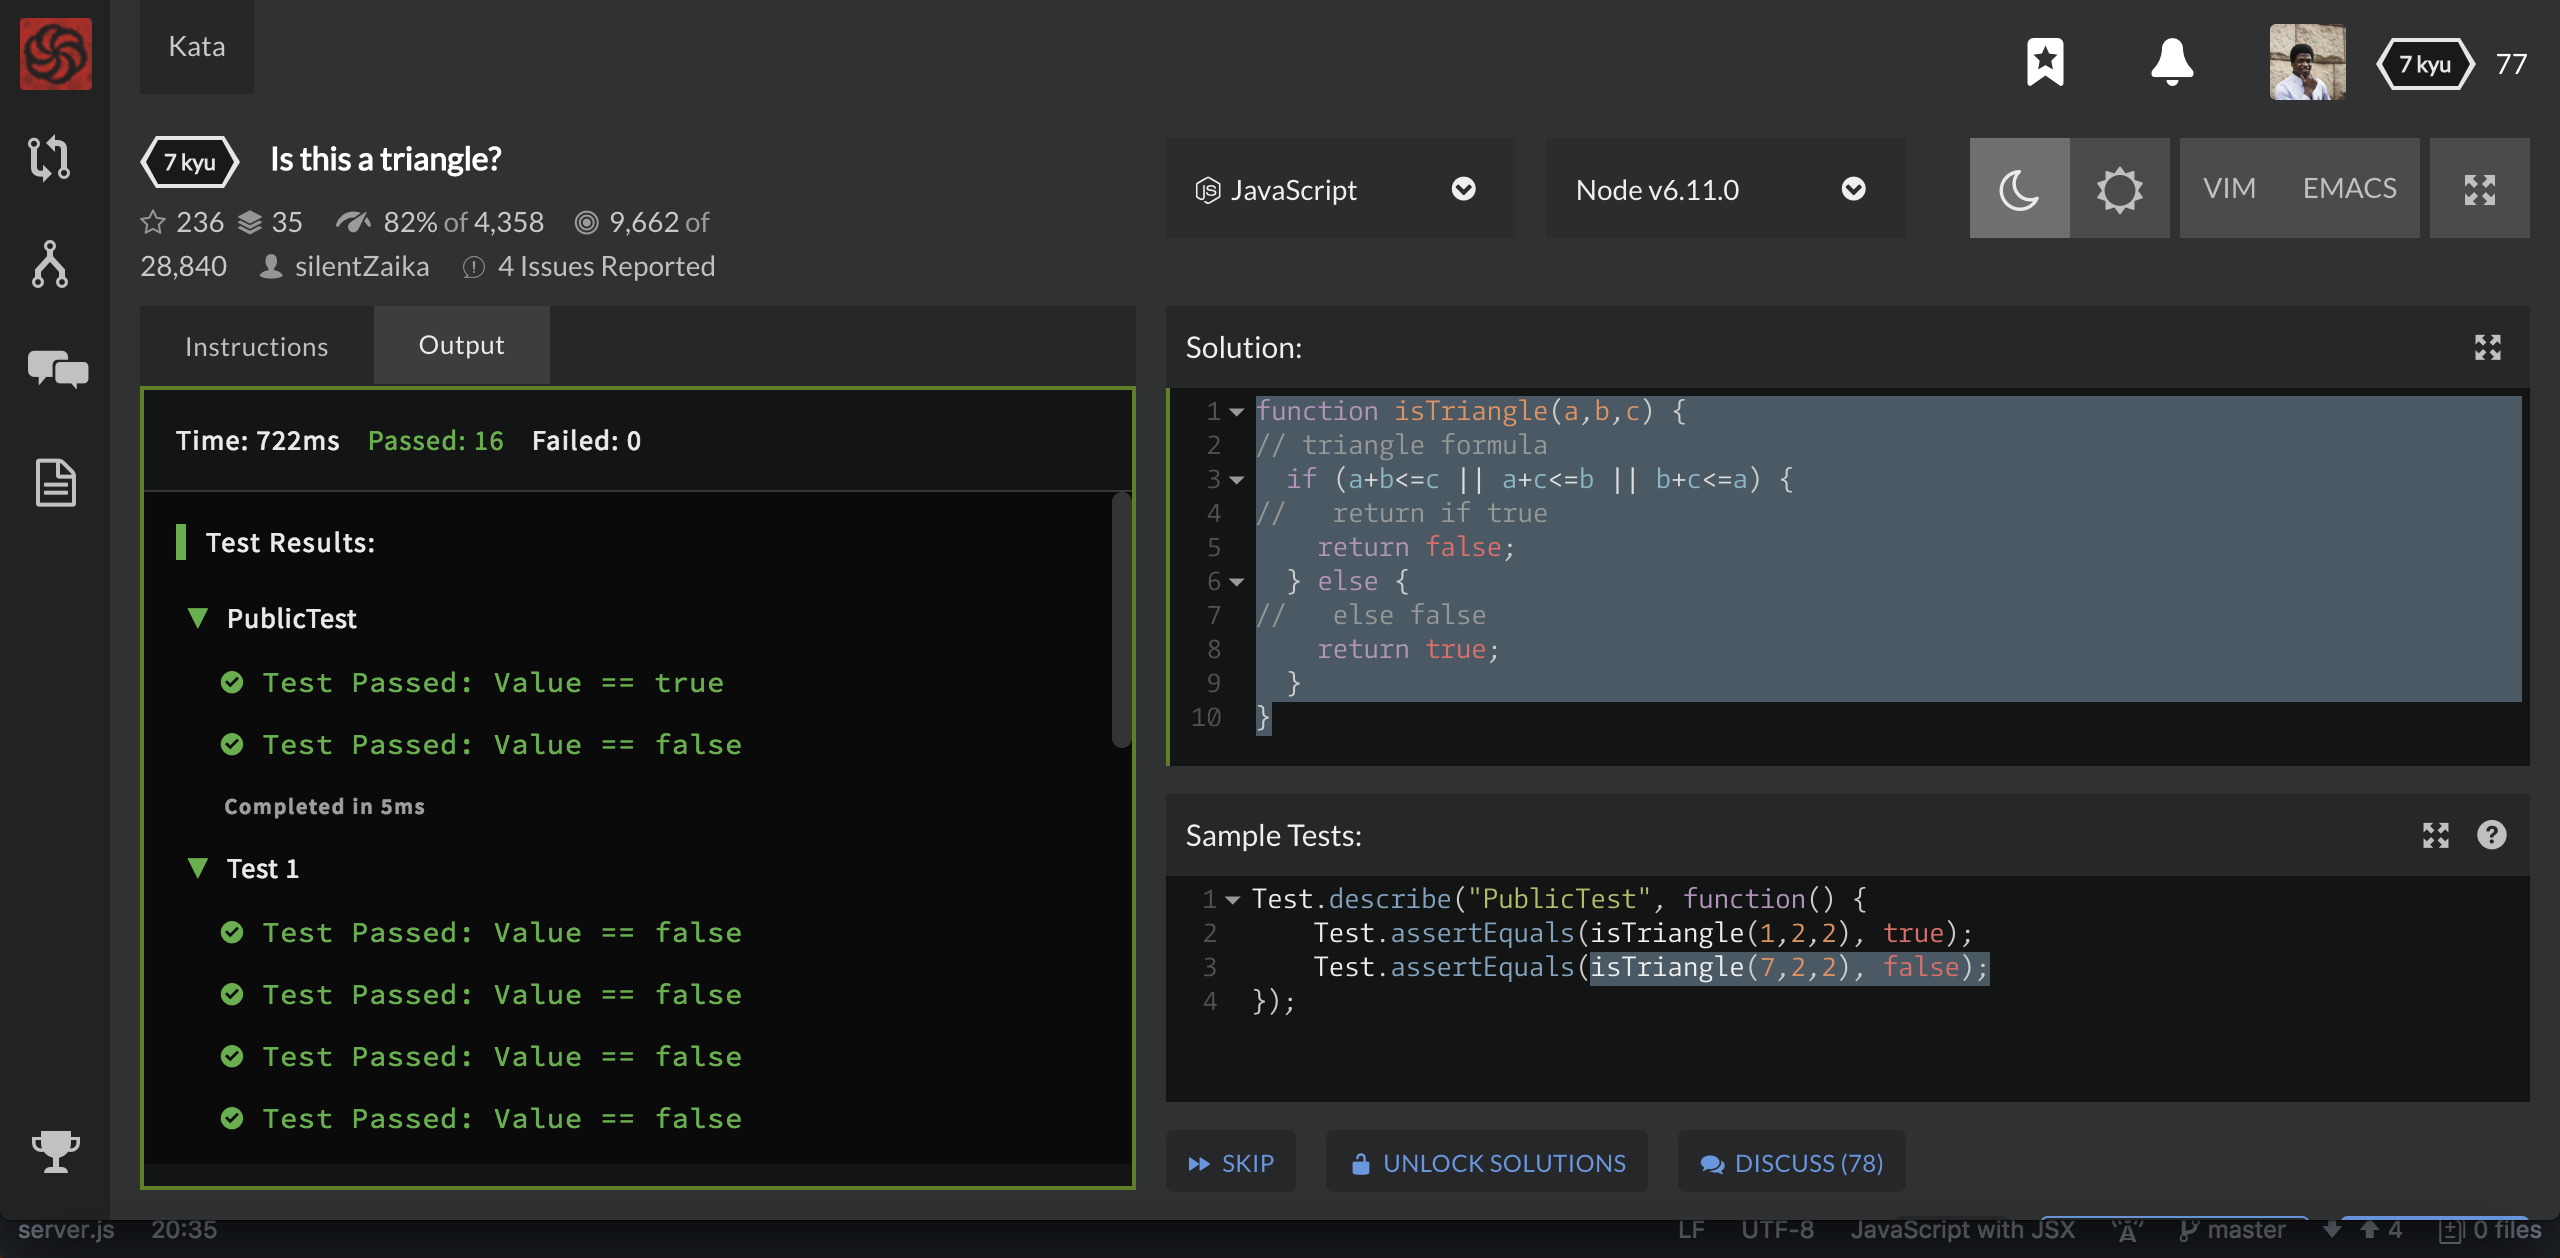 Kata
7 kyu 77
7 kyu Is this a triangle?
236 35 82% of 4,358 9,662 of
28,840 silentZaika 4 Issues Reported
JavaScript Node v6.11.0 VIM EMACS
Instructions Output
Time: 722ms Passed: 16 Failed: 0
Test Results:
PublicTest
Test Passed: Value == true
Test Passed: Value == false
Completed in 5ms
Test 1
Test Passed: Value == false
Test Passed: Value == false
Test Passed: Value == false
Test Passed: Value == false
Solution:
1 function isTriangle(a,b,c) {
2 // triangle formula
3   if (a+b<=c || a+c<=b || b+c<=a) {
4 //   return if true
5     return false;
6   } else {
7 //   else false
8     return true;
9   }
10 }
Sample Tests:
1 Test.describe("PublicTest", function() {
2     Test.assertEquals(isTriangle(1,2,2), true);
3     Test.assertEquals(isTriangle(7,2,2), false);
4 });
SKIP UNLOCK SOLUTIONS DISCUSS (78)
server.js 20:35 LF UTF-8 JavaScript with JSX master 4 0 files